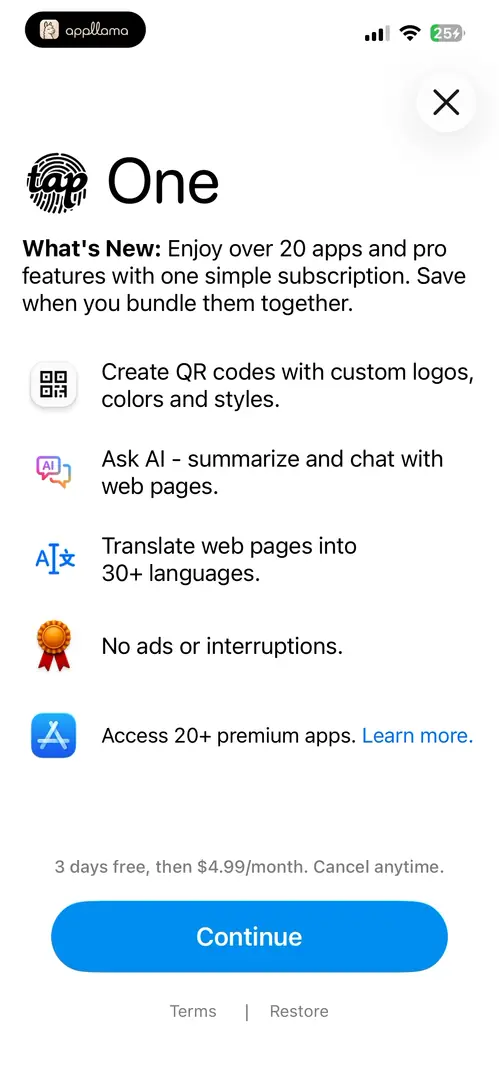 appllama
25
tap One
What's New: Enjoy over 20 apps and pro
features with one simple subscription. Save
when you bundle them together.
Create QR codes with custom logos,
colors and styles.
AI
Ask AI - summarize and chat with
web pages.
A文
Translate web pages into
30+ languages.
No ads or interruptions.
Access 20+ premium apps. Learn more.
3 days free, then $4.99/month. Cancel anytime.
Continue
Terms | Restore